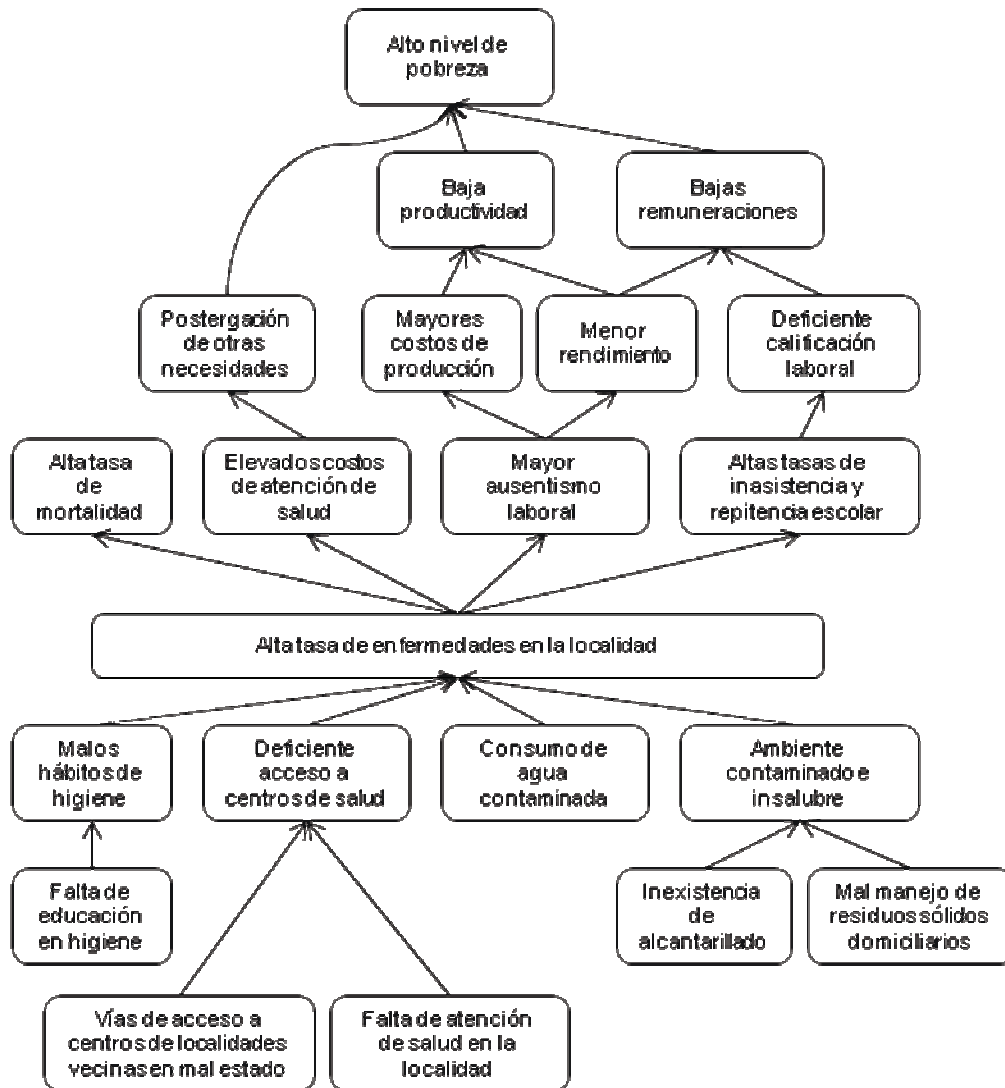 Alto nivel de
pobreza
Baja
productividad
Bajas
remuneraciones
Postergación
de otras
necesidades
Mayores
costos de
producción
Menor
rendimiento
Deficiente
calificación
laboral
Alta tasa
de
mortalidad
Elevados costos
de atención de
salud
Mayor
ausentismo
laboral
Altas tasas de
inasistencia y
repitencia escolar
Alta tasa de enfermedades en la localidad
Malos
hábitos de
higiene
Deficiente
acceso a
centros de salud
Consumo de
agua
contaminada
Ambiente
contaminado e
insalubre
Falta de
educación
en higiene
Inexistencia
de
alcantarillado
Mal manejo de
residuos sólidos
domiciliarios
Vías de acceso a
centros de localidades
vecinas en mal estado
Falta de atención
de salud en la
localidad